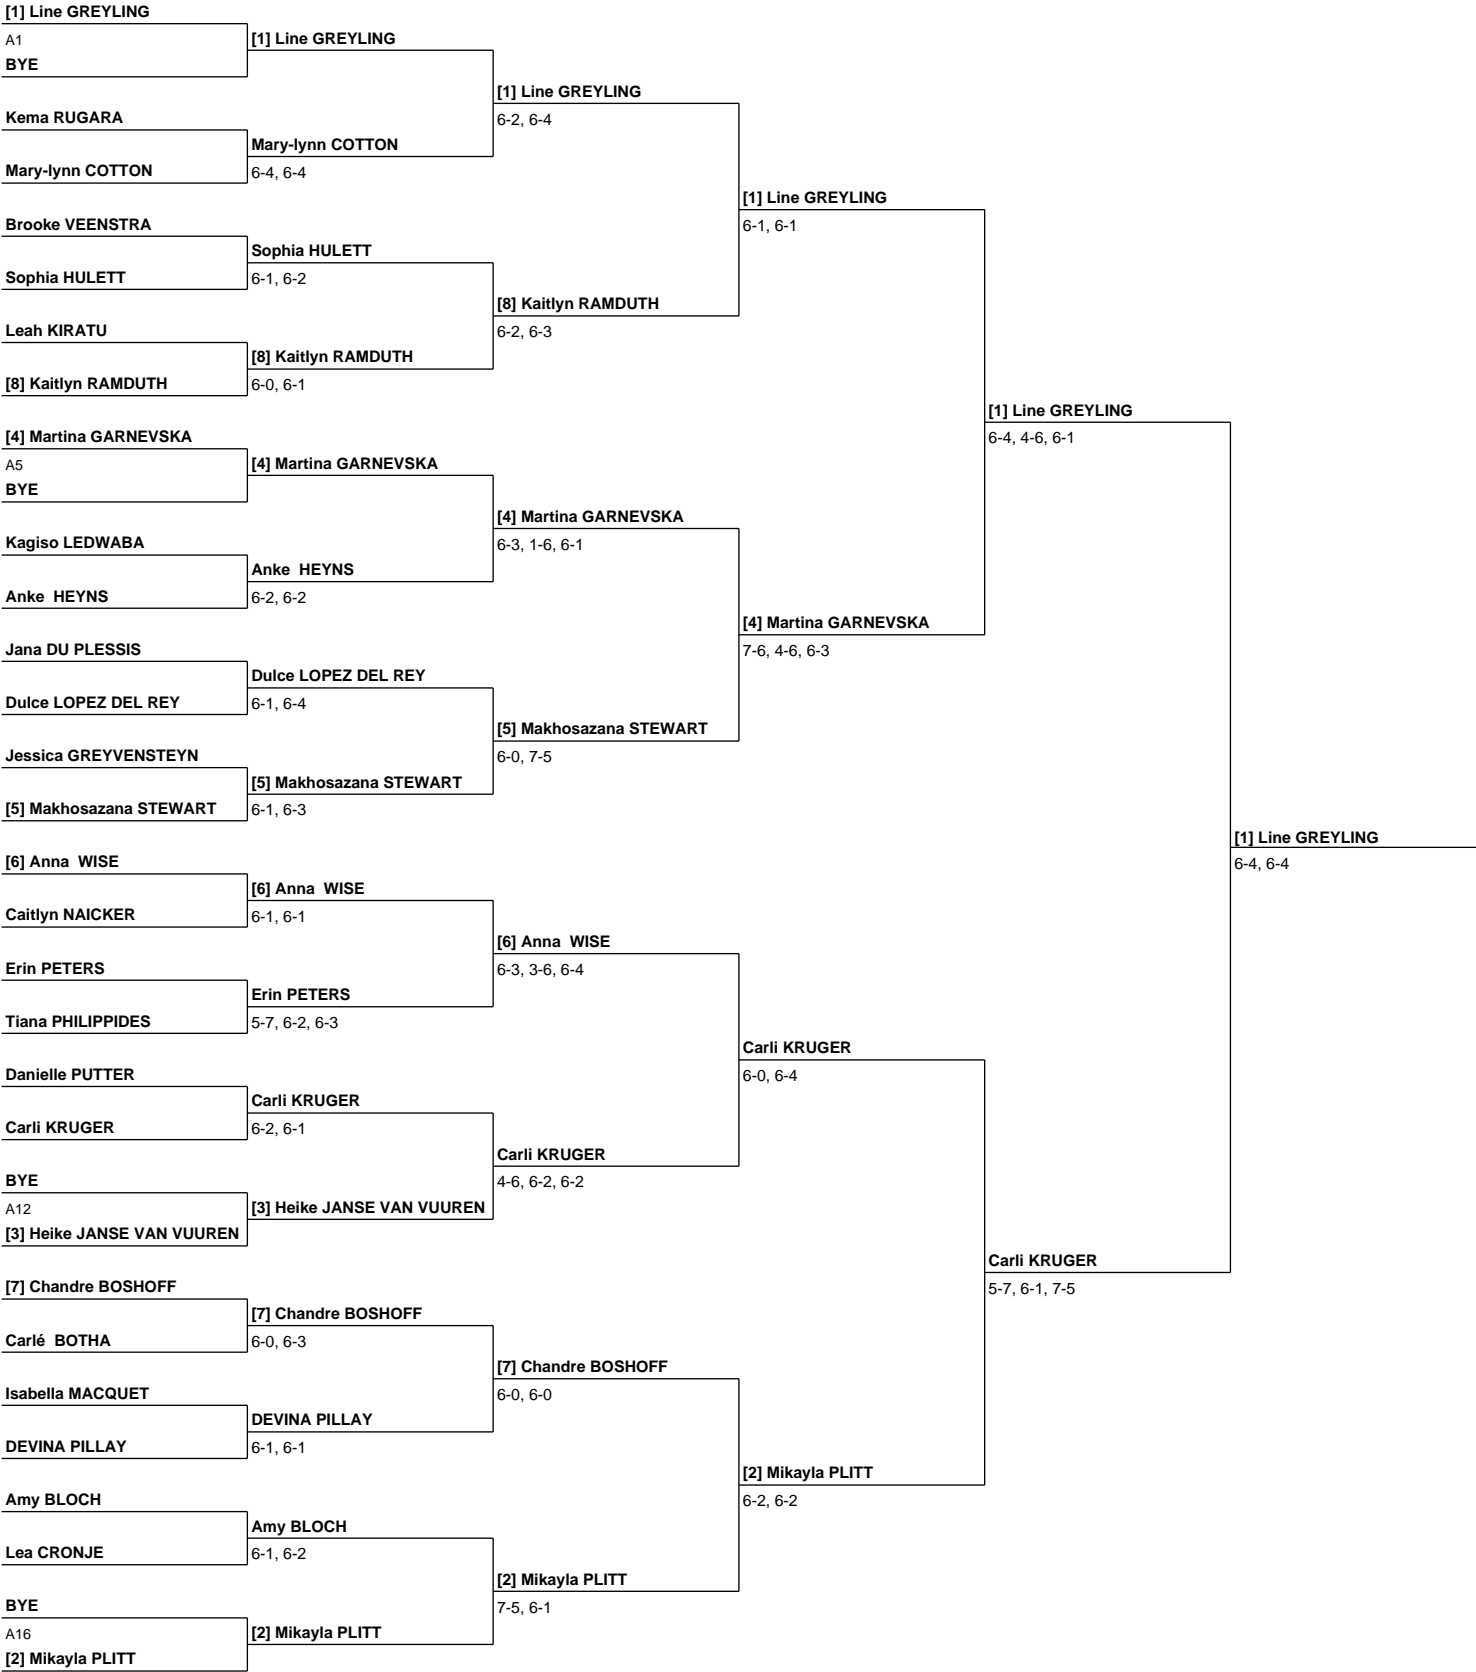 [1] Line GREYLING
A1
BYE
Kema RUGARA
Mary-lynn COTTON
Brooke VEENSTRA
Sophia HULETT
Leah KIRATU
[8] Kaitlyn RAMDUTH
[4] Martina GARNEVSKA
A5
BYE
Kagiso LEDWABA
Anke HEYNS
Jana DU PLESSIS
Dulce LOPEZ DEL REY
Jessica GREYVENSTEYN
[5] Makhosazana STEWART
[6] Anna WISE
Caitlyn NAICKER
Erin PETERS
Tiana PHILIPPIDES
Danielle PUTTER
Carli KRUGER
BYE
A12
[3] Heike JANSE VAN VUUREN
[7] Chandre BOSHOFF
Carlé BOTHA
Isabella MACQUET
DEVINA PILLAY
Amy BLOCH
Lea CRONJE
BYE
A16
[2] Mikayla PLITT
[1] Line GREYLING
Mary-lynn COTTON
6-4, 6-4
Sophia HULETT
6-1, 6-2
[8] Kaitlyn RAMDUTH
6-0, 6-1
[4] Martina GARNEVSKA
Anke HEYNS
6-2, 6-2
Dulce LOPEZ DEL REY
6-1, 6-4
[5] Makhosazana STEWART
6-1, 6-3
[6] Anna WISE
6-1, 6-1
Erin PETERS
5-7, 6-2, 6-3
Carli KRUGER
6-2, 6-1
[3] Heike JANSE VAN VUUREN
[7] Chandre BOSHOFF
6-0, 6-3
DEVINA PILLAY
6-1, 6-1
Amy BLOCH
6-1, 6-2
[2] Mikayla PLITT
[1] Line GREYLING
6-2, 6-4
[8] Kaitlyn RAMDUTH
6-2, 6-3
[4] Martina GARNEVSKA
6-3, 1-6, 6-1
[5] Makhosazana STEWART
6-0, 7-5
[6] Anna WISE
6-3, 3-6, 6-4
Carli KRUGER
4-6, 6-2, 6-2
[7] Chandre BOSHOFF
6-0, 6-0
[2] Mikayla PLITT
7-5, 6-1
[1] Line GREYLING
6-1, 6-1
[4] Martina GARNEVSKA
7-6, 4-6, 6-3
Carli KRUGER
6-0, 6-4
[2] Mikayla PLITT
6-2, 6-2
[1] Line GREYLING
6-4, 4-6, 6-1
Carli KRUGER
5-7, 6-1, 7-5
[1] Line GREYLING
6-4, 6-4